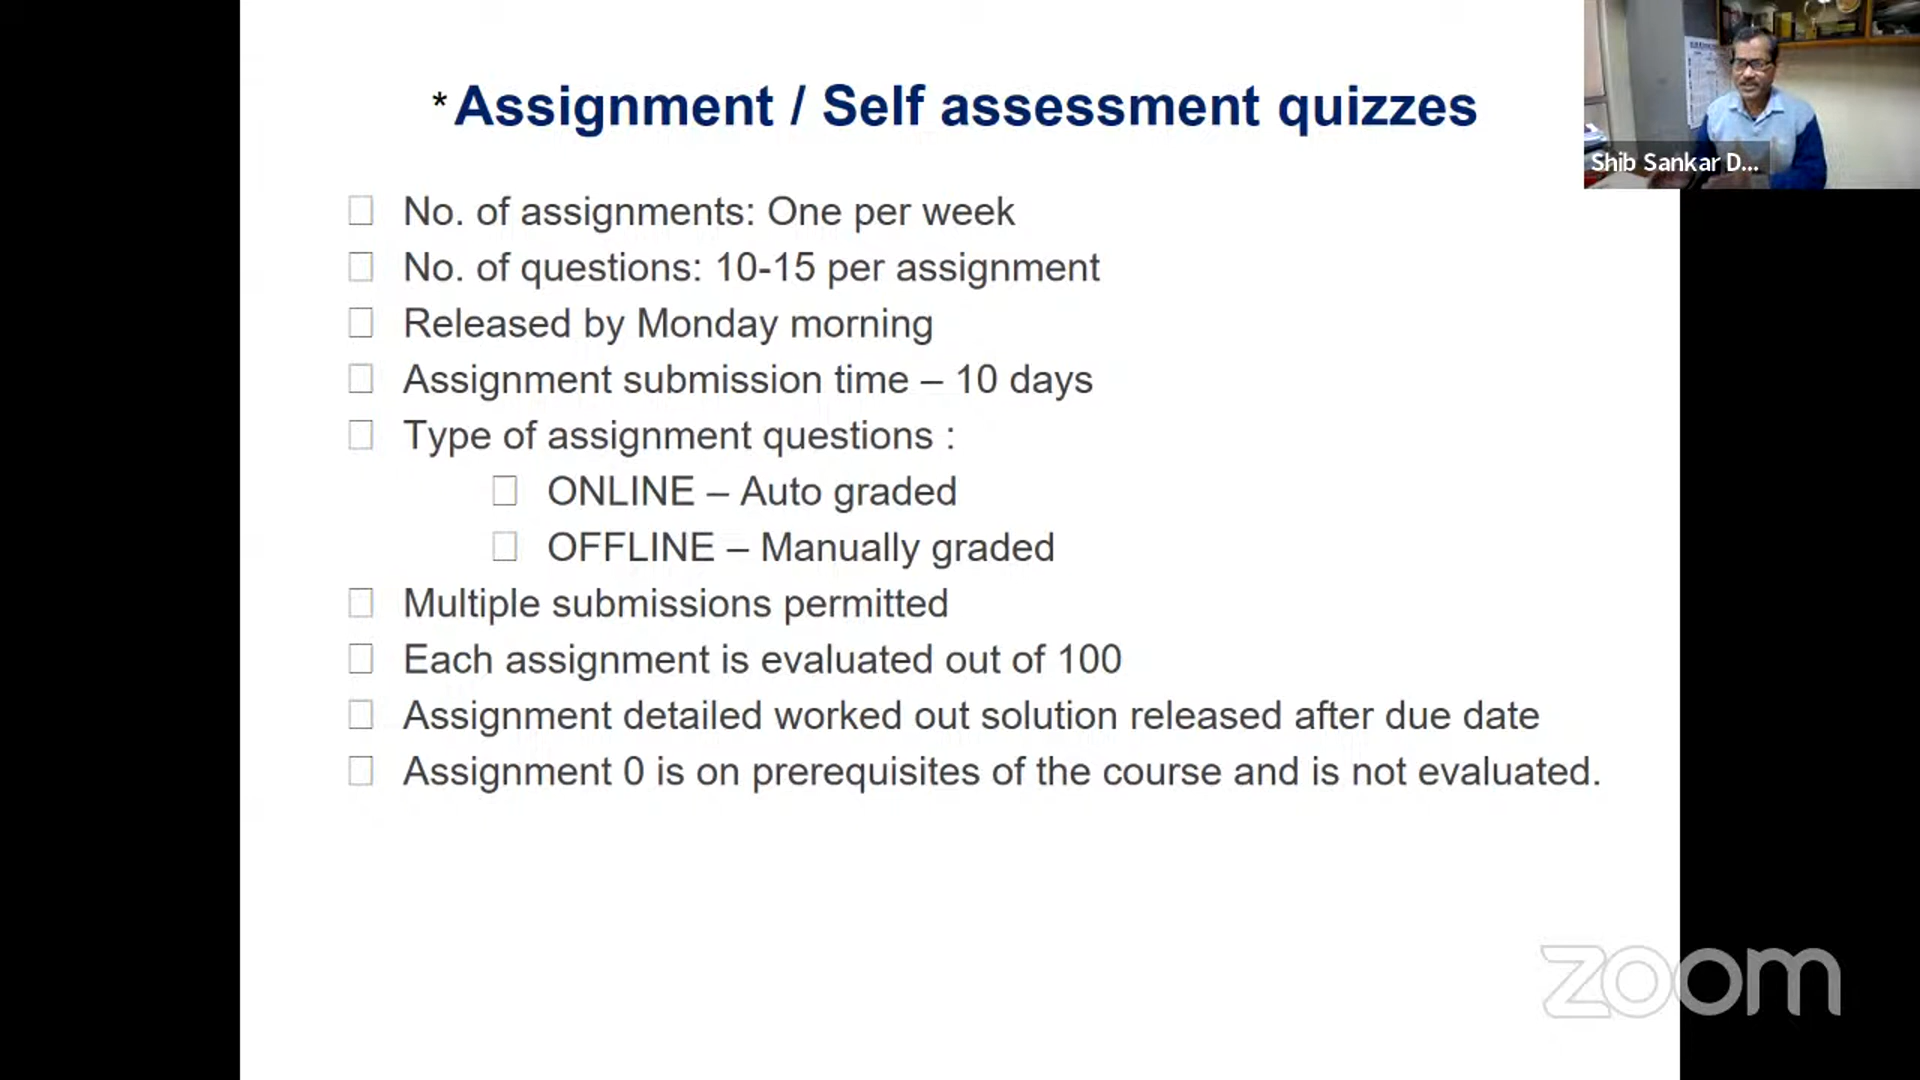 *Assignment / Self assessment quizzes
No. of assignments: One per week
No. of questions: 10-15 per assignment
Released by Monday morning
Assignment submission time – 10 days
Type of assignment questions :
ONLINE – Auto graded
OFFLINE – Manually graded
Multiple submissions permitted
Each assignment is evaluated out of 100
Assignment detailed worked out solution released after due date
Assignment 0 is on prerequisites of the course and is not evaluated.
Shib Sankar D...
zoom